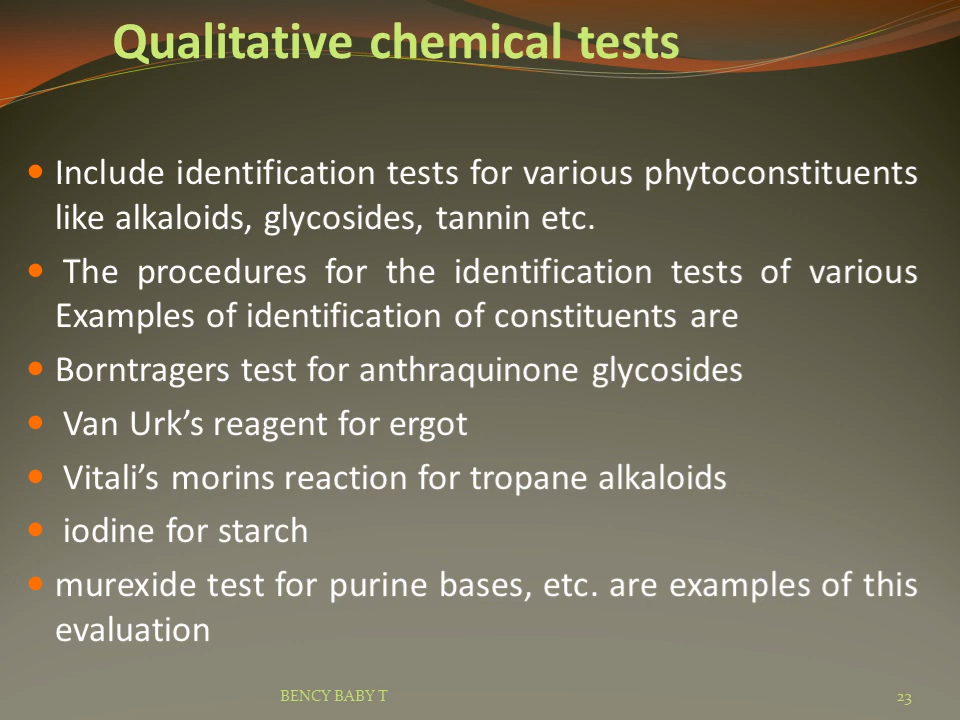 Qualitative chemical tests
Include identification tests for various phytoconstituents
like alkaloids, glycosides, tannin etc.
The procedures for the identification tests of various
Examples of identification of constituents are
Borntragers test for anthraquinone glycosides
Van Urk’s reagent for ergot
Vitali’s morins reaction for tropane alkaloids
iodine for starch
murexide test for purine bases, etc. are examples of this
evaluation
BENCY BABY T
23